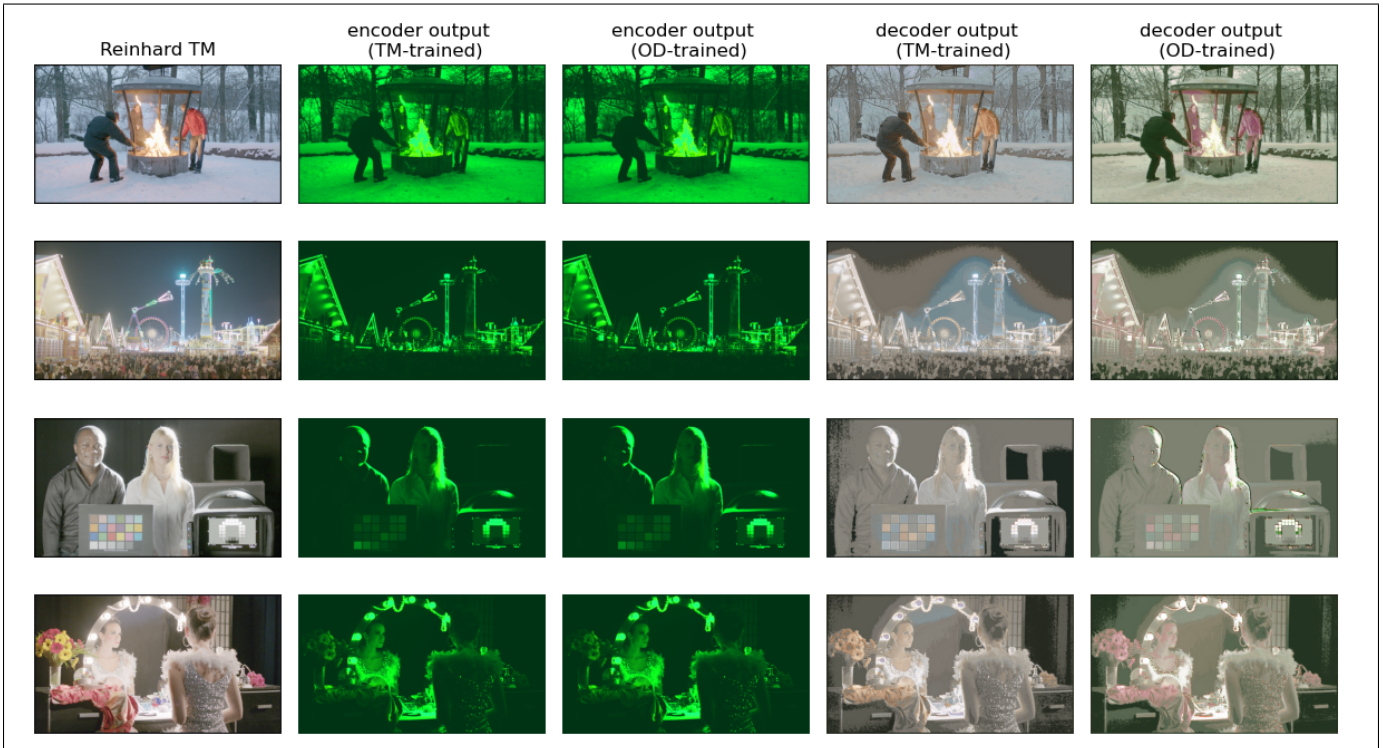 Reinhard TM
encoder output
(TM-trained)
encoder output
(OD-trained)
decoder output
(TM-trained)
decoder output
(OD-trained)